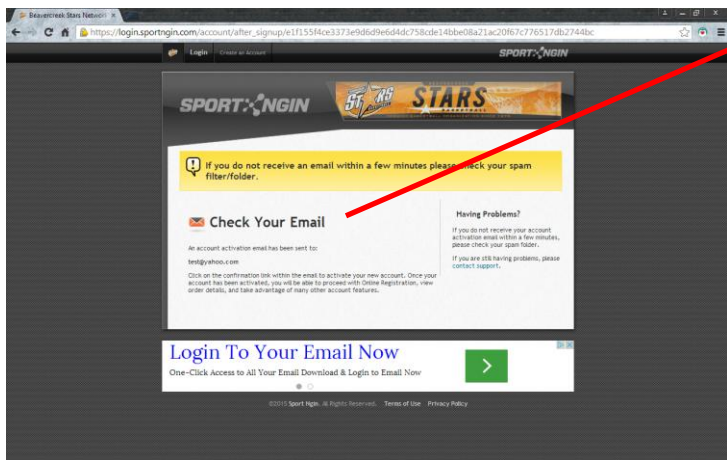 Beavercreek Stars Network
https://login.sportngin.com/account/after_signup/e1f155f4ce3373e9d6d9e6d4dc758cde14bbe08a21ac20f67c776517db2744bc
Login Create an Account
SPORT NGIN
SPORT NGIN
STARS
STARS
If you do not receive an email within a few minutes please check your spam
filter/folder.
Check Your Email
An account activation email has been sent to:
test@yahoo.com
Click on the confirmation link within the email to activate your new account. Once your
account has been activated, you will be able to proceed with Online Registration, view
order details, and take advantage of many other account features.
Having Problems?
If you do not receive your account
activation email within a few minutes,
please check your spam folder.
If you are still having problems, please
contact support.
Login To Your Email Now
One-Click Access to All Your Email Download & Login to Email Now
©2015 Sport Ngin. All Rights Reserved. Terms of Use Privacy Policy